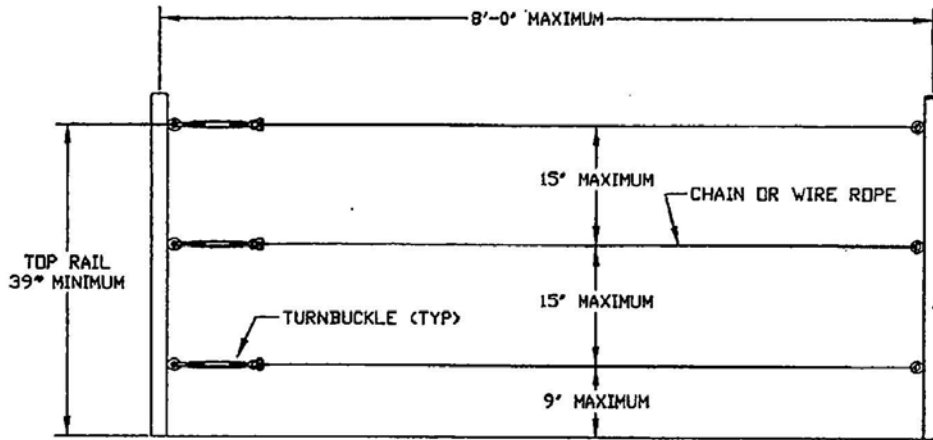 8'-0" MAXIMUM
15" MAXIMUM
CHAIN OR WIRE ROPE
TOP RAIL
39" MINIMUM
15" MAXIMUM
TURNBUCKLE (TYP)
9" MAXIMUM